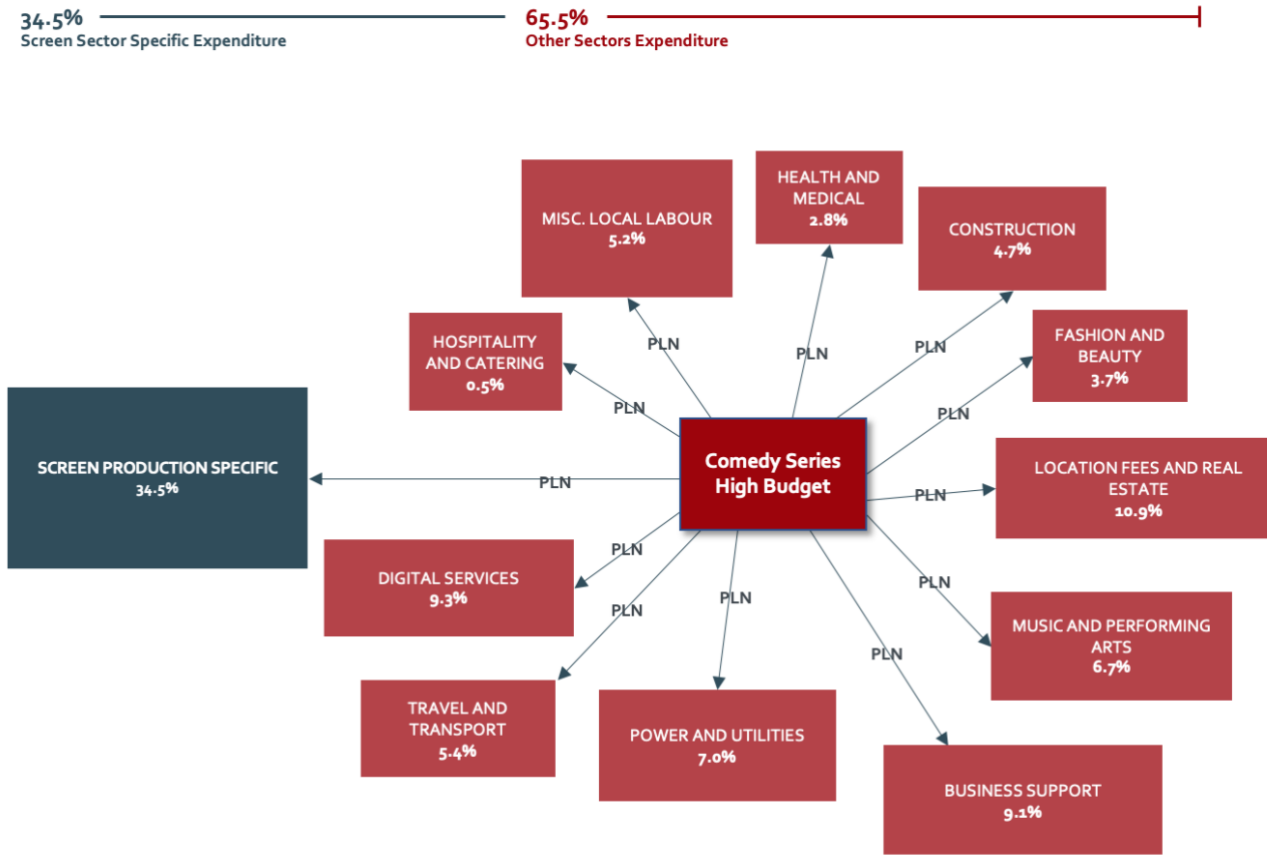 34.5%
Screen Sector Specific Expenditure
65.5%
Other Sectors Expenditure
HEALTH AND
MEDICAL
2.8%
MISC. LOCAL LABOUR
5.2%
CONSTRUCTION
4.7%
HOSPITALITY
AND CATERING
0.5%
PLN
PLN
PLN
FASHION AND
BEAUTY
3.7%
PLN
PLN
SCREEN PRODUCTION SPECIFIC
34.5%
PLN
Comedy Series
High Budget
PLN
LOCATION FEES AND REAL
ESTATE
10.9%
DIGITAL SERVICES
9.3%
PLN
PLN
PLN
PLN
PLN
MUSIC AND PERFORMING
ARTS
6.7%
TRAVEL AND
TRANSPORT
5.4%
POWER AND UTILITIES
7.0%
BUSINESS SUPPORT
9.1%